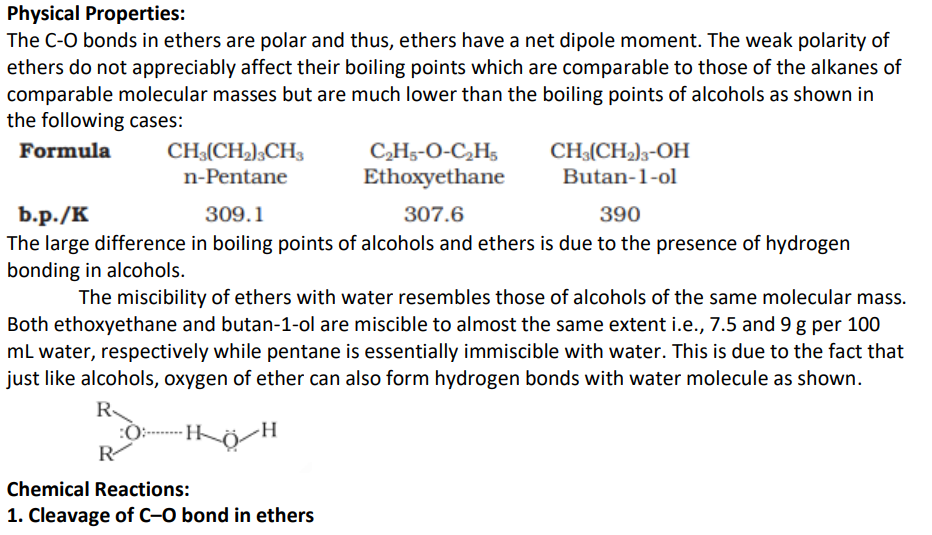 Physical Properties:
The C-O bonds in ethers are polar and thus, ethers have a net dipole moment. The weak polarity of
ethers do not appreciably affect their boiling points which are comparable to those of the alkanes of
comparable molecular masses but are much lower than the boiling points of alcohols as shown in
the following cases:
Formula CH₃(CH₂)₃CH₃ C₂H₅-O-C₂H₅ CH₃(CH₂)₃-OH
n-Pentane Ethoxyethane Butan-1-ol
b.p./K 309.1 307.6 390
The large difference in boiling points of alcohols and ethers is due to the presence of hydrogen
bonding in alcohols.
The miscibility of ethers with water resembles those of alcohols of the same molecular mass.
Both ethoxyethane and butan-1-ol are miscible to almost the same extent i.e., 7.5 and 9 g per 100
mL water, respectively while pentane is essentially immiscible with water. This is due to the fact that
just like alcohols, oxygen of ether can also form hydrogen bonds with water molecule as shown.
R
:O:--------H O H
R
Chemical Reactions:
1. Cleavage of C–O bond in ethers